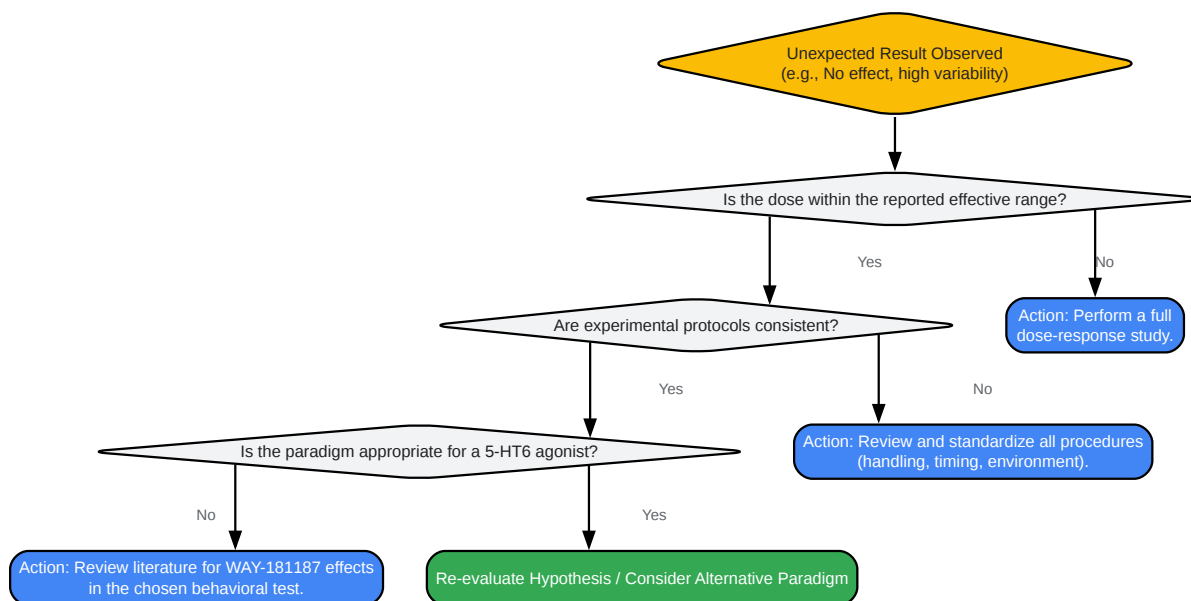 Unexpected Result Observed
(e.g., No effect, high variability)
Is the dose within the reported effective range?
Yes
No
Action: Perform a full
dose-response study.
Are experimental protocols consistent?
Yes
No
Action: Review and standardize all procedures
(handling, timing, environment).
Is the paradigm appropriate for a 5-HT6 agonist?
No
Yes
Action: Review literature for WAY-181187 effects
in the chosen behavioral test.
Re-evaluate Hypothesis / Consider Alternative Paradigm